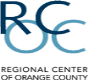 RC
OC
REGIONAL CENTER
OF ORANGE COUNTY